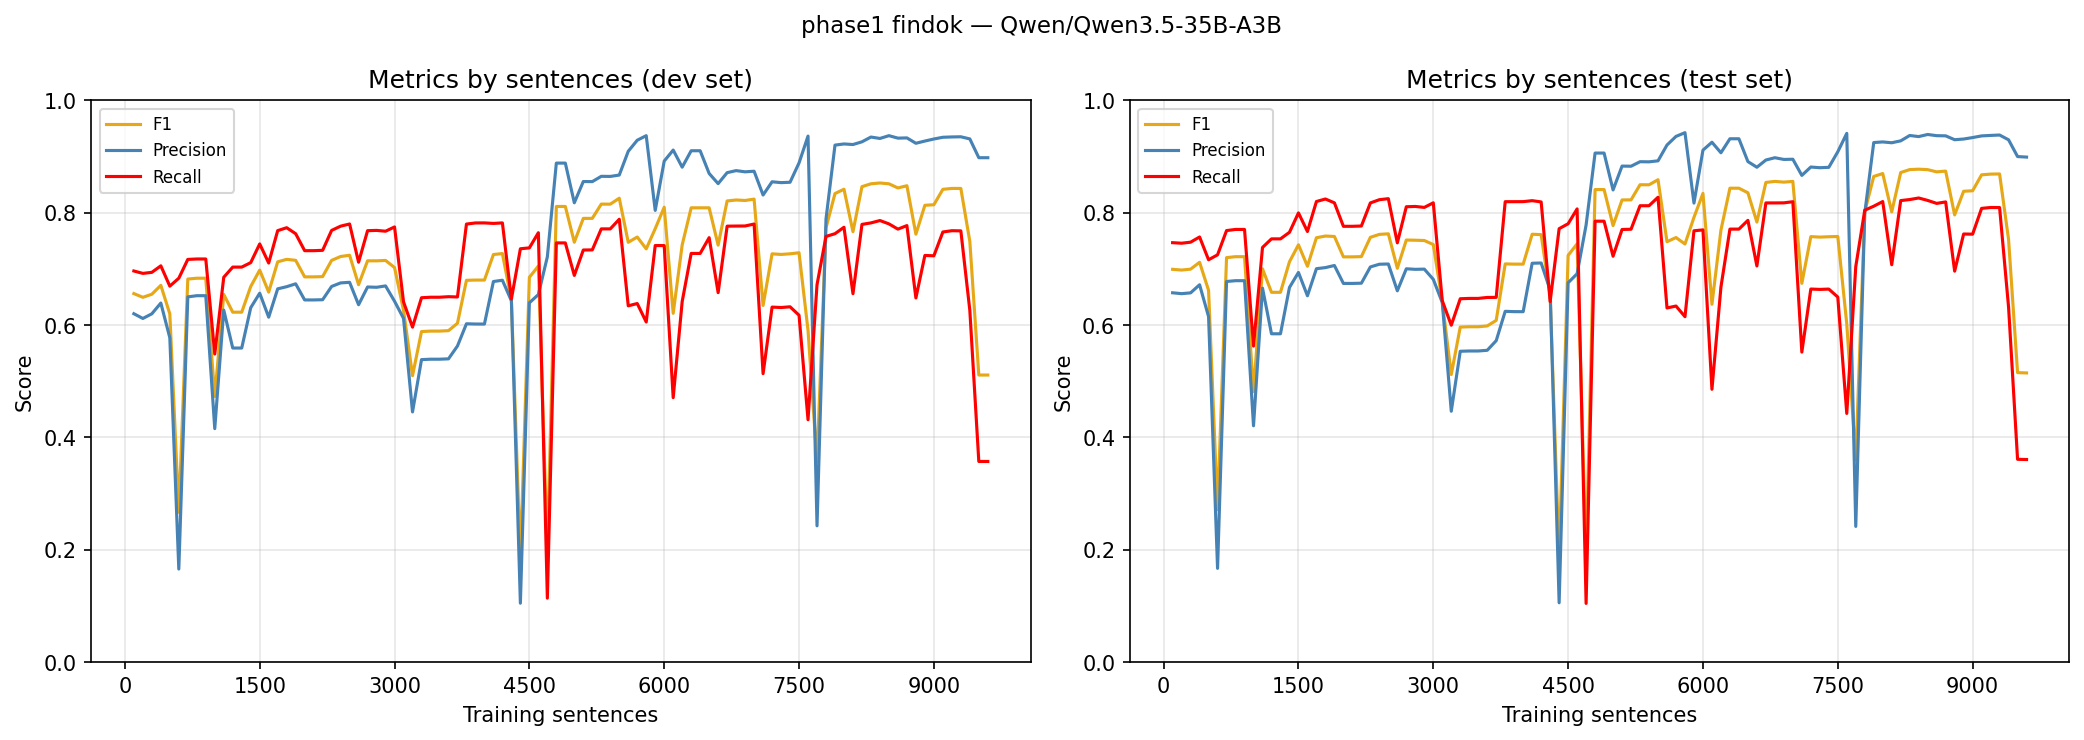 phase1 findok — Qwen/Qwen3.5-35B-A3B
Metrics by sentences (dev set)
F1
Precision
Recall
1.0
0.8
0.6
0.4
0.2
0.0
Score
0 1500 3000 4500 6000 7500 9000
Training sentences
Metrics by sentences (test set)
F1
Precision
Recall
1.0
0.8
0.6
0.4
0.2
0.0
Score
0 1500 3000 4500 6000 7500 9000
Training sentences